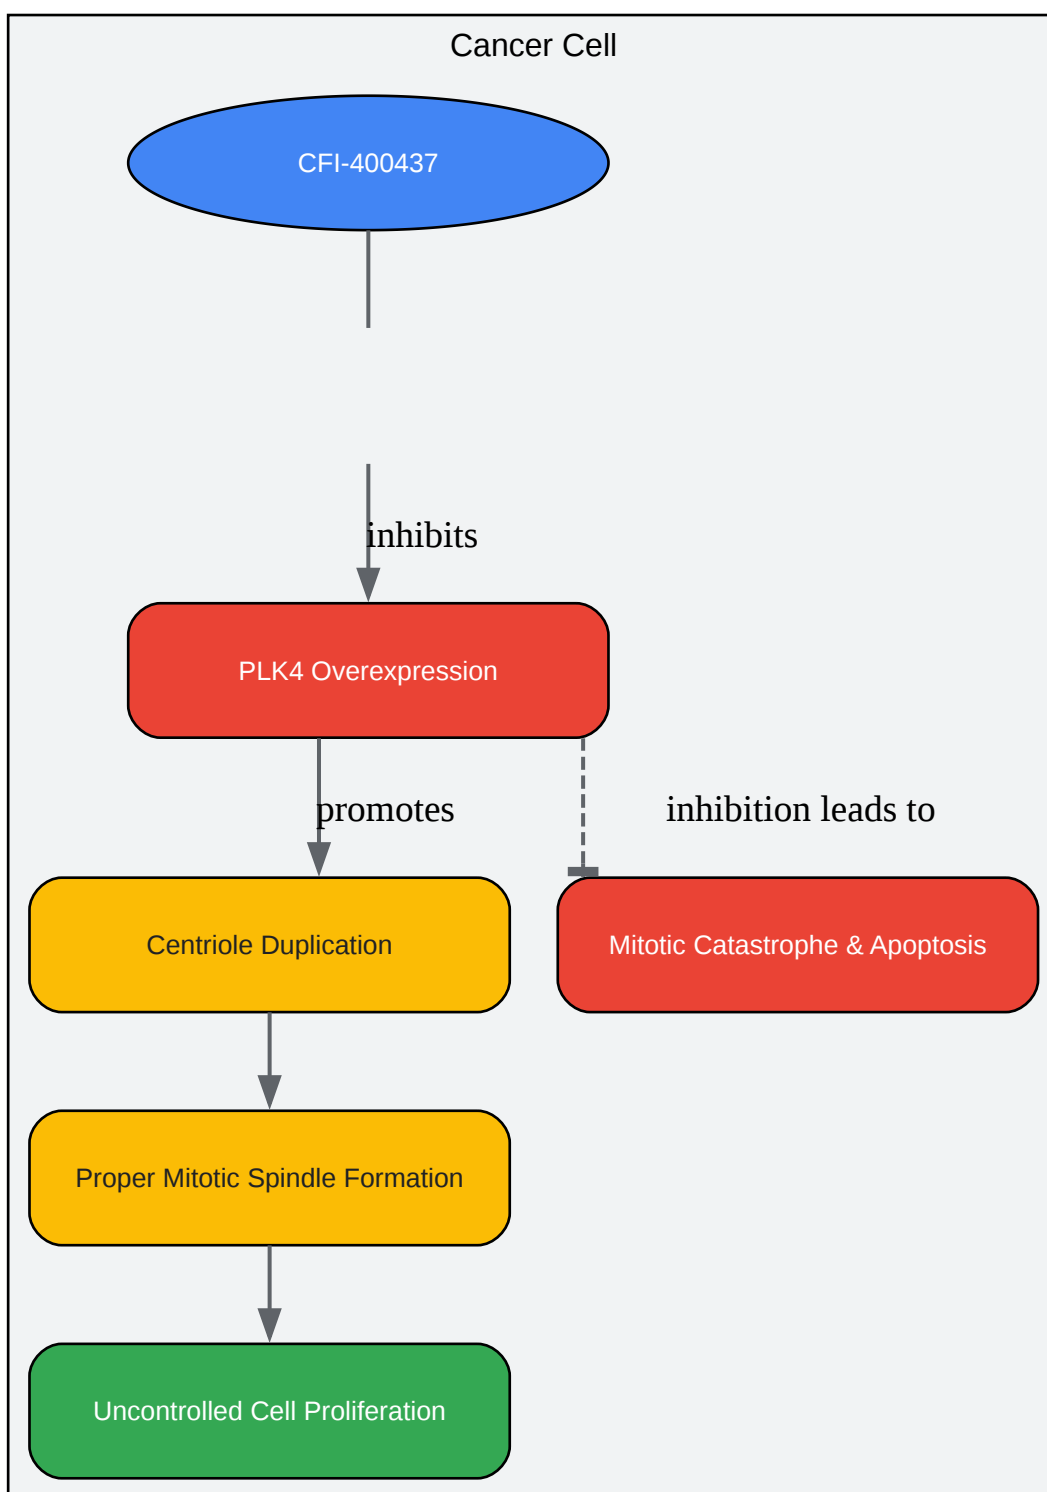 Cancer Cell
CFI-400437
inhibits
PLK4 Overexpression
promotes
inhibition leads to
Centriole Duplication
Mitotic Catastrophe & Apoptosis
Proper Mitotic Spindle Formation
Uncontrolled Cell Proliferation